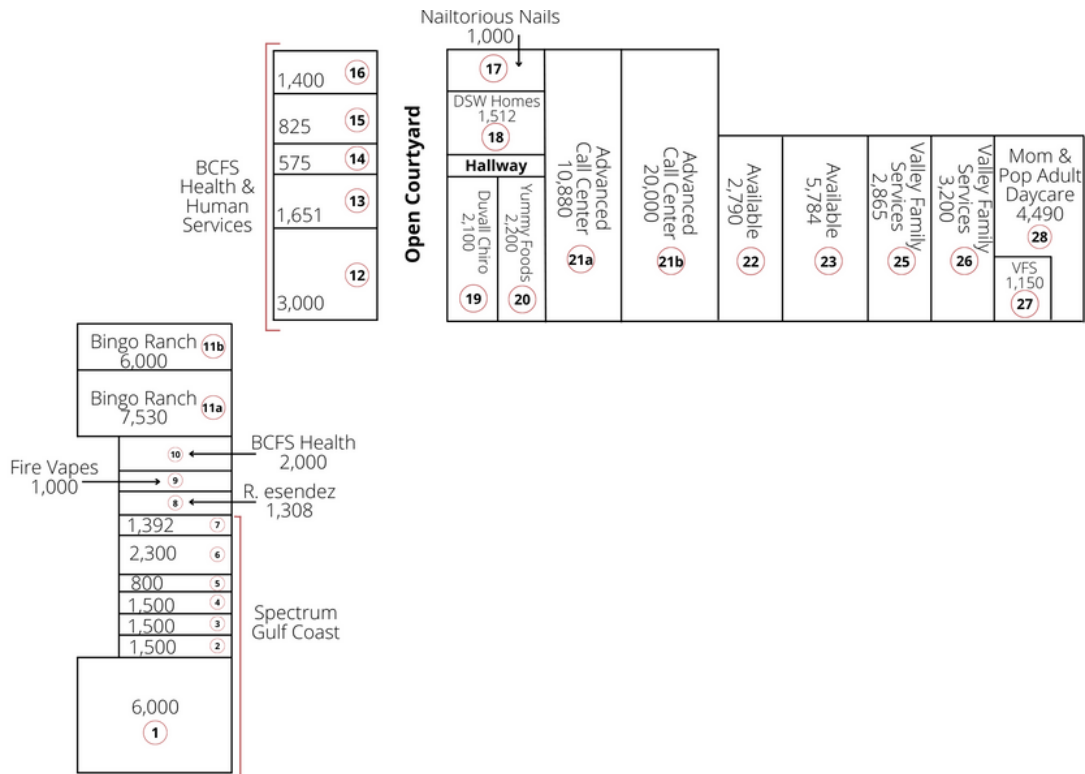 Nailtorious Nails
1,000
17
DSW Homes
1,512
18
Hallway
Duvall Chiro
2,100
19
Yummy Foods
2,200
20
Advanced
Call Center
10,880
21a
Advanced
Call Center
20,000
21b
Available
2,790
22
Available
5,784
23
Valley Family
Services
2,865
25
Valley Family
Services
3,200
26
Mom &
Pop Adult
Daycare
4,490
28
VFS
1,150
27
Open Courtyard
BCFS
Health &
Human
Services
1,400 16
825 15
575 14
1,651 13
3,000 12
Bingo Ranch 11b
6,000
Bingo Ranch 11a
7,530
10
BCFS Health
2,000
Fire Vapes
1,000
9
R. esendez
1,308
8
1,392 7
2,300 6
800 5
1,500 4
1,500 3
1,500 2
Spectrum
Gulf Coast
6,000
1